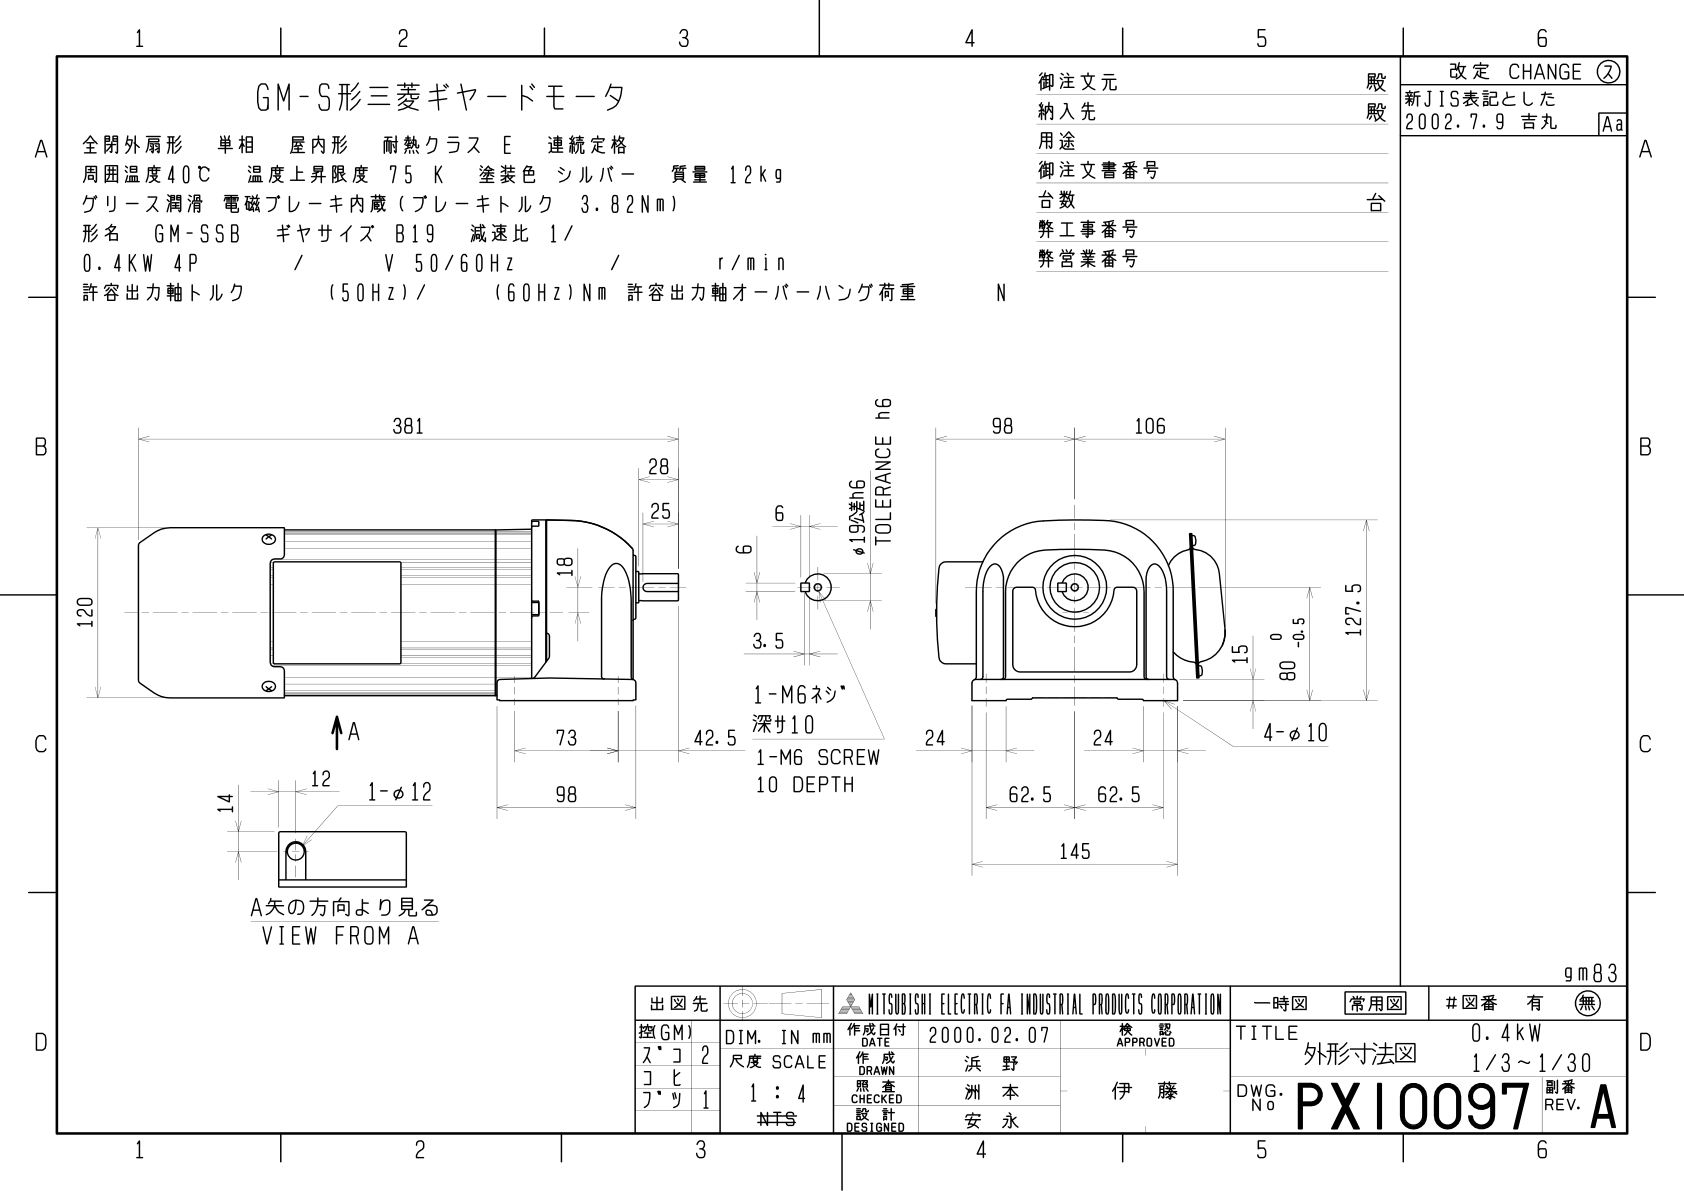 1 2 3 4 5 6
GM-S形三菱ギヤードモータ
全閉外扇形 単相 屋内形 耐熱クラス E 連続定格
周囲温度40℃ 温度上昇限度 75 K 塗装色 シルバー 質量 12kg
グリース潤滑 電磁ブレーキ内蔵(ブレーキトルク 3.82Nm)
形名 GM-SSB ギヤサイズ B19 減速比 1/
0.4KW 4P / V 50/60Hz / r/min
許容出力軸トルク (50Hz)/ (60Hz)Nm 許容出力軸オーバーハング荷重 N
御注文元 殿
納入先 殿
用途
御注文書番号
台数 台
弊工事番号
弊営業番号
改定 CHANGE ス
新JIS表記とした
2002.7.9 吉丸 Aa
A A
B B
C C
D D
381
28
25
18
120
73
42.5
98
A
6
6
3.5
φ19公差h6
TOLERANCE h6
1-M6ネジ
深サ10
1-M6 SCREW
10 DEPTH
98 106
127.5
15
80 0 -0.5
24 24
4-φ10
62.5 62.5
145
12
14
1-φ12
A矢の方向より見る
VIEW FROM A
gm83
出図先
控(GM)
ズコ 2
コヒ
ブツ 1
DIM. IN mm
尺度 SCALE
1 : 4
NTS
MITSUBISHI ELECTRIC FA INDUSTRIAL PRODUCTS CORPORATION
作成日付 DATE 2000.02.07
作成 DRAWN 浜野
照査 CHECKED 洲本
設計 DESIGNED 安永
検認 APPROVED
伊藤
一時図 常用図 #図番 有 無
TITLE 0.4kW
外形寸法図 1/3~1/30
DWG. No PX10097 副番 REV. A
1 2 3 4 5 6